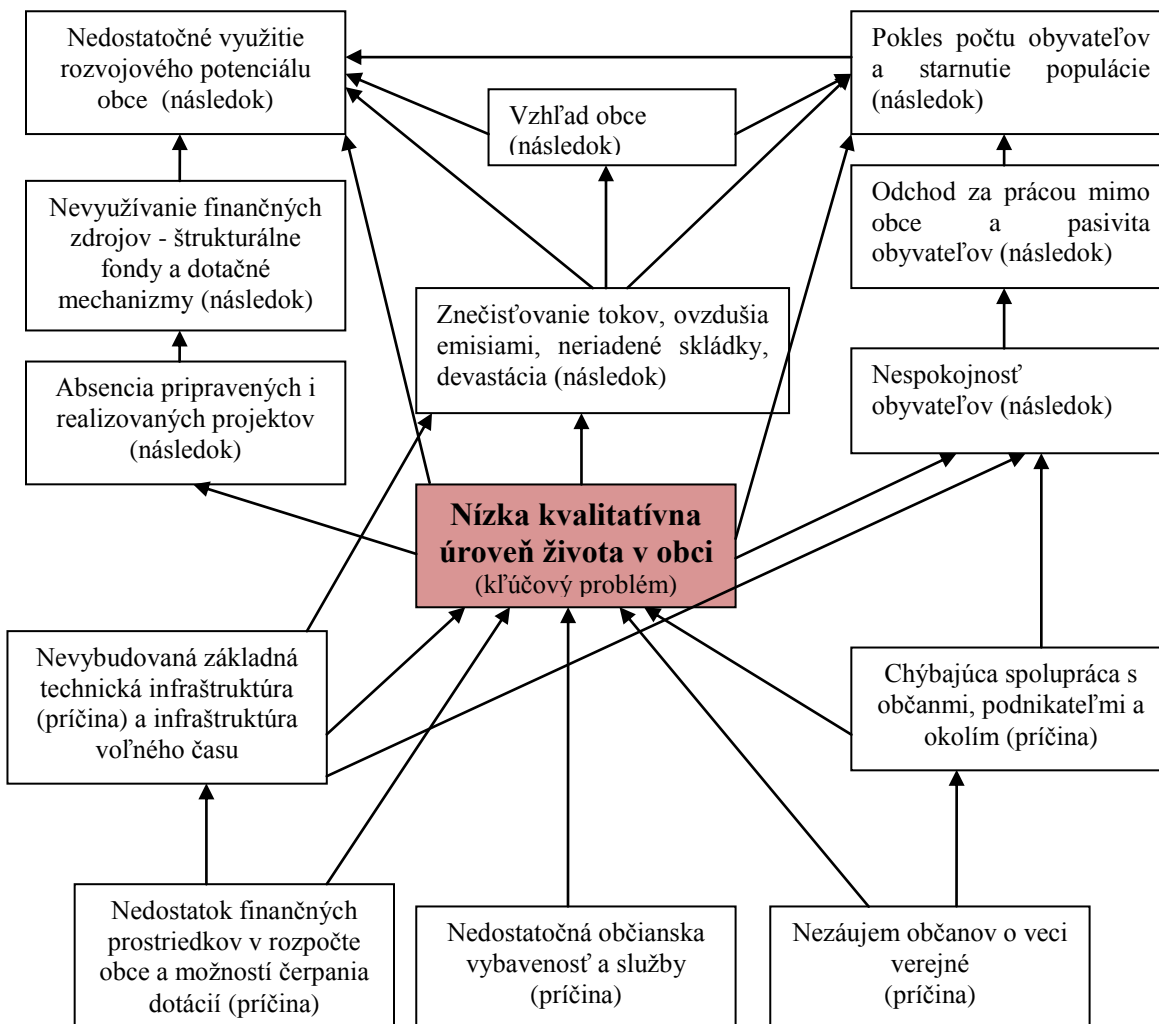 Nedostatočné využitie
rozvojového potenciálu
obce (následok)
Pokles počtu obyvateľov
a starnutie populácie
(následok)
Vzhľad obce
(následok)
Nevyužívanie finančných
zdrojov - štrukturálne
fondy a dotačné
mechanizmy (následok)
Odchod za prácou mimo
obce a pasivita
obyvateľov (následok)
Znečisťovanie tokov, ovzdušia
emisiami, neriadené skládky,
devastácia (následok)
Absencia pripravených i
realizovaných projektov
(následok)
Nespokojnosť
obyvateľov (následok)
Nízka kvalitatívna
úroveň života v obci
(kľúčový problém)
Nevybudovaná základná
technická infraštruktúra
(príčina) a infraštruktúra
voľného času
Chýbajúca spolupráca s
občanmi, podnikateľmi a
okolím (príčina)
Nedostatok finančných
prostriedkov v rozpočte
obce a možností čerpania
dotácií (príčina)
Nedostatočná občianska
vybavenosť a služby
(príčina)
Nezáujem občanov o veci
verejné
(príčina)